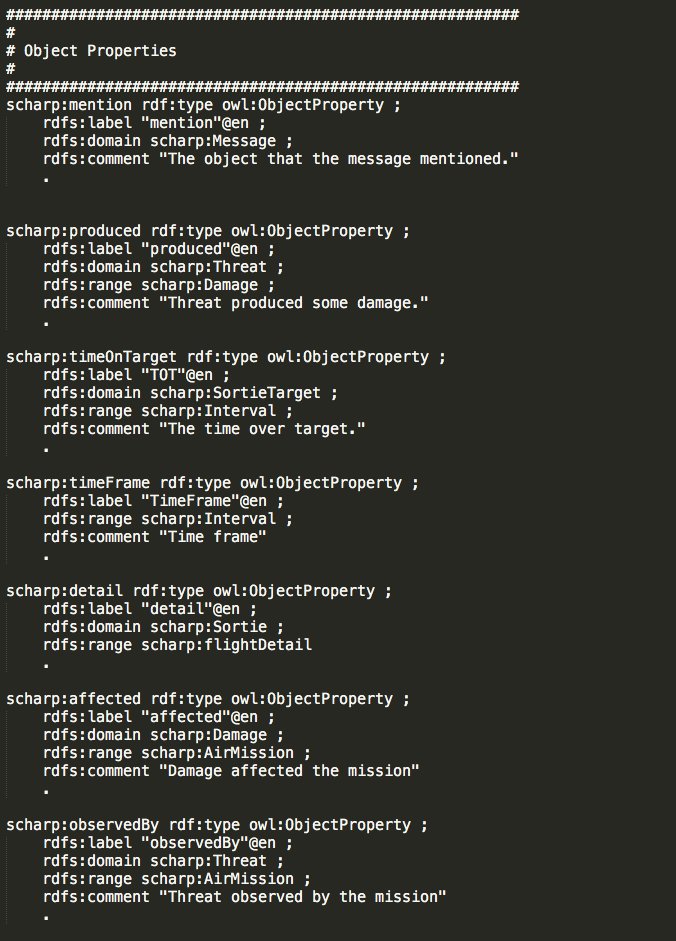 #########################################################
#
# Object Properties
#
#########################################################
scharp:mention rdf:type owl:ObjectProperty ;
    rdfs:label "mention"@en ;
    rdfs:domain scharp:Message ;
    rdfs:comment "The object that the message mentioned."
    .

scharp:produced rdf:type owl:ObjectProperty ;
    rdfs:label "produced"@en ;
    rdfs:domain scharp:Threat ;
    rdfs:range scharp:Damage ;
    rdfs:comment "Threat produced some damage."
    .

scharp:timeOnTarget rdf:type owl:ObjectProperty ;
    rdfs:label "TOT"@en ;
    rdfs:domain scharp:SortieTarget ;
    rdfs:range scharp:Interval ;
    rdfs:comment "The time over target."
    .

scharp:timeFrame rdf:type owl:ObjectProperty ;
    rdfs:label "TimeFrame"@en ;
    rdfs:range scharp:Interval ;
    rdfs:comment "Time frame"
    .

scharp:detail rdf:type owl:ObjectProperty ;
    rdfs:label "detail"@en ;
    rdfs:domain scharp:Sortie ;
    rdfs:range scharp:flightDetail
    .

scharp:affected rdf:type owl:ObjectProperty ;
    rdfs:label "affected"@en ;
    rdfs:domain scharp:Damage ;
    rdfs:range scharp:AirMission ;
    rdfs:comment "Damage affected the mission"
    .

scharp:observedBy rdf:type owl:ObjectProperty ;
    rdfs:label "observedBy"@en ;
    rdfs:domain scharp:Threat ;
    rdfs:range scharp:AirMission ;
    rdfs:comment "Threat observed by the mission"
    .